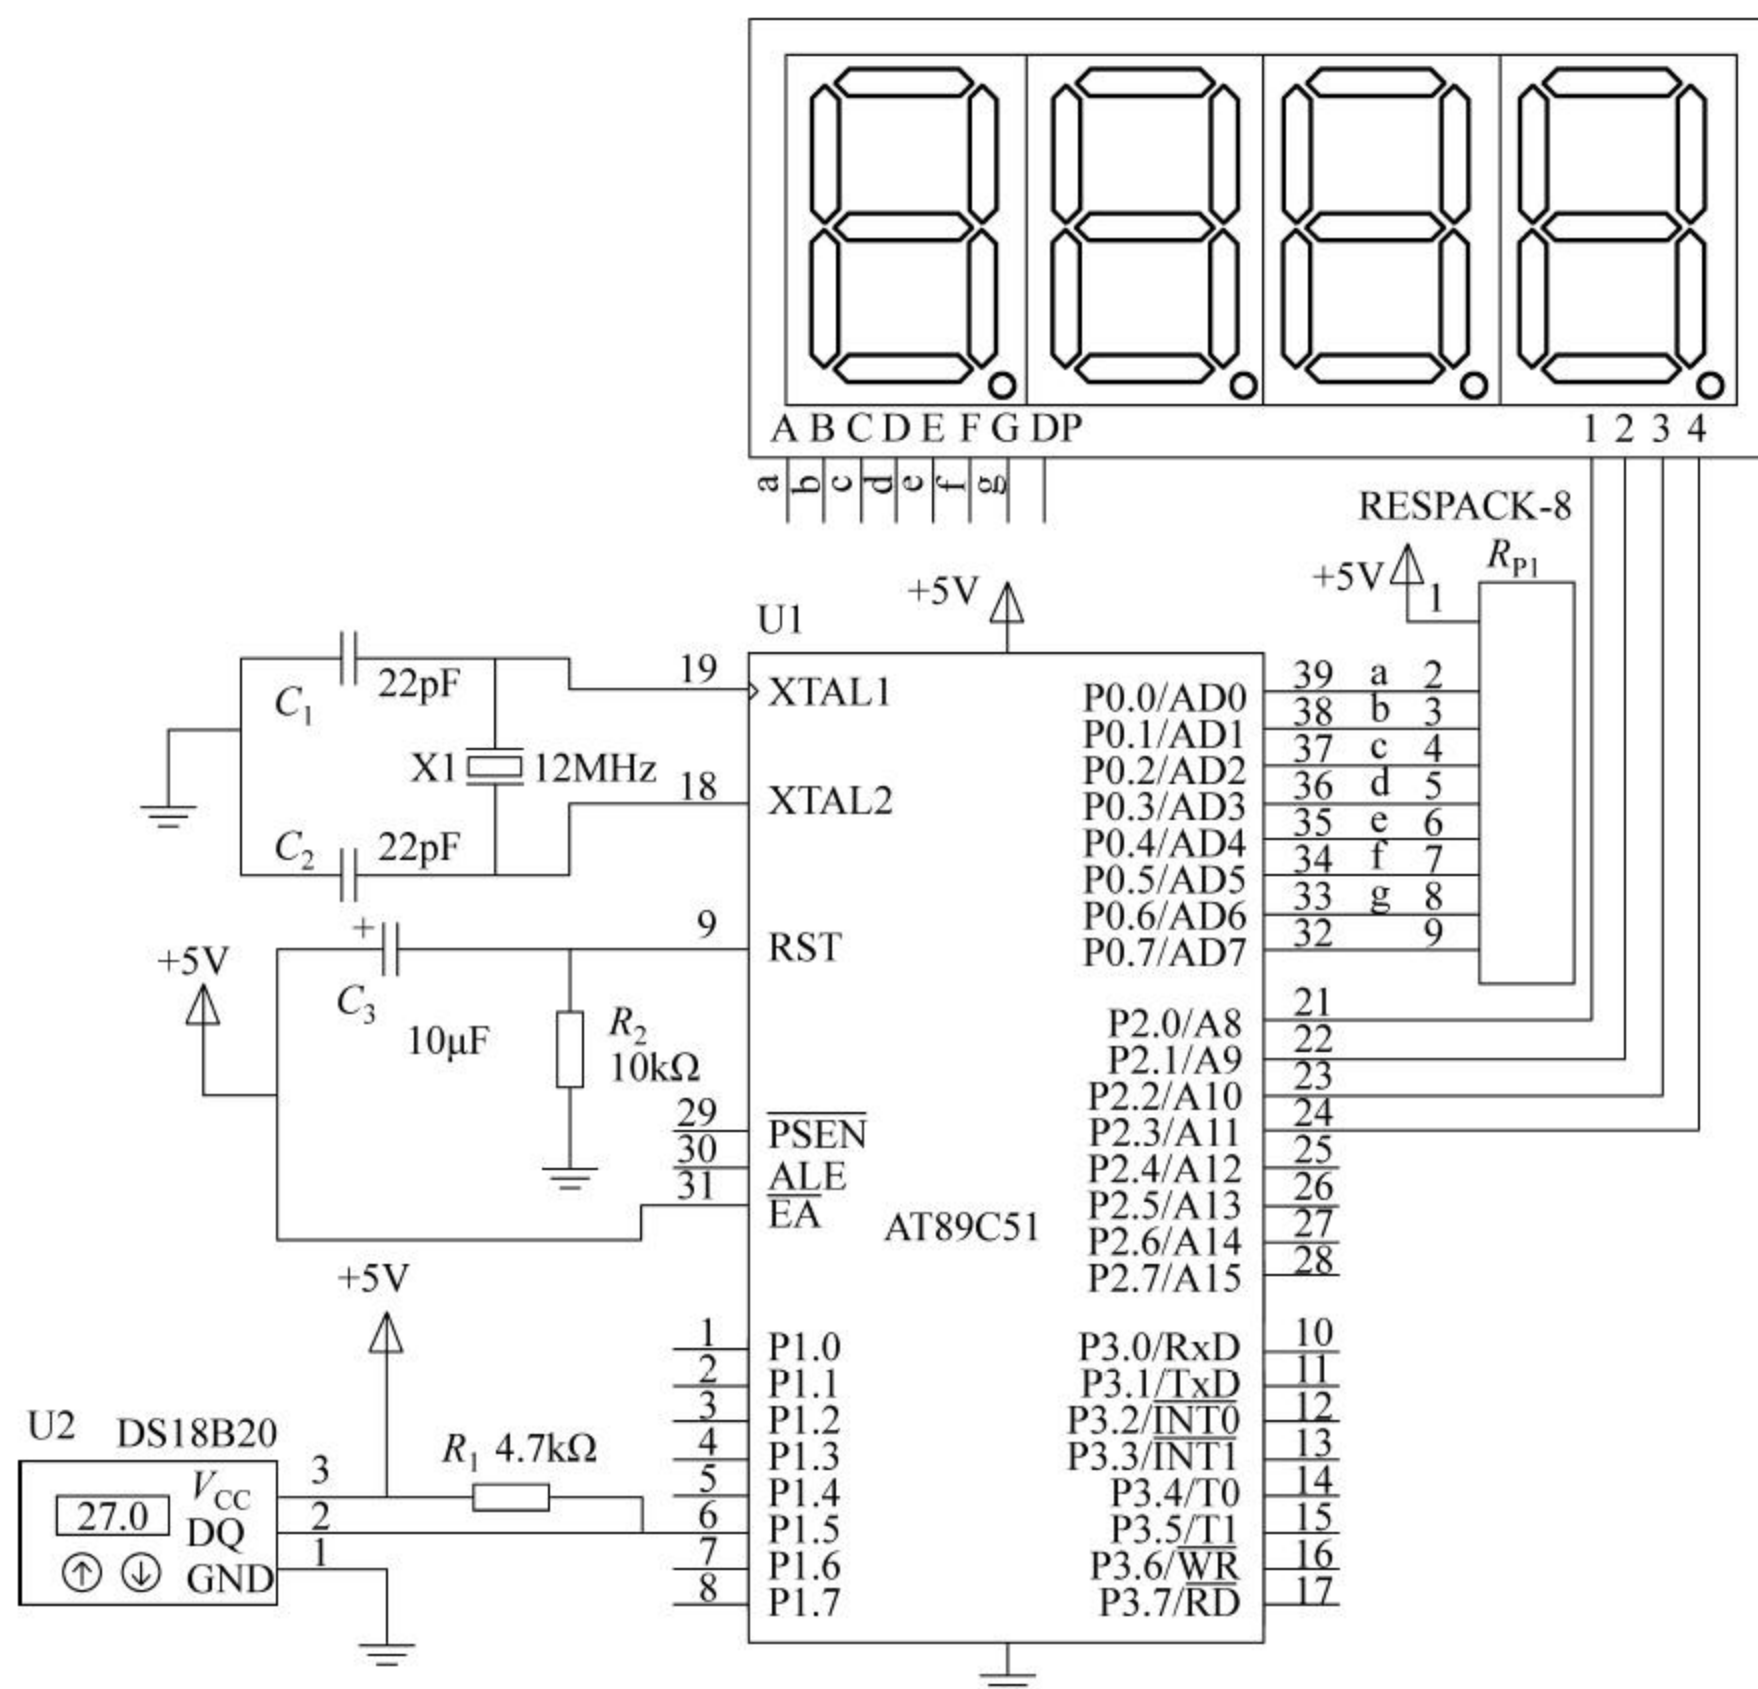 A B C D E F G DP
1 2 3 4
a b c d e f g
RESPACK-8
R_P1
+5V
1
+5V
U1
22pF
C_1
X1
12MHz
C_2
22pF
19
XTAL1
18
XTAL2
+
9
RST
+5V
C_3
10μF
R_2
10kΩ
29
PSEN
30
ALE
31
EA
AT89C51
P0.0/AD0 39 a 2
P0.1/AD1 38 b 3
P0.2/AD2 37 c 4
P0.3/AD3 36 d 5
P0.4/AD4 35 e 6
P0.5/AD5 34 f 7
P0.6/AD6 33 g 8
P0.7/AD7 32 9
P2.0/A8 21
P2.1/A9 22
P2.2/A10 23
P2.3/A11 24
P2.4/A12 25
P2.5/A13 26
P2.6/A14 27
P2.7/A15 28
+5V
1 P1.0
2 P1.1
3 P1.2
4 P1.3
5 P1.4
6 P1.5
7 P1.6
8 P1.7
P3.0/RxD 10
P3.1/TxD 11
P3.2/INT0 12
P3.3/INT1 13
P3.4/T0 14
P3.5/T1 15
P3.6/WR 16
P3.7/RD 17
U2
DS18B20
R_1 4.7kΩ
27.0
V_CC 3
DQ 2
GND 1